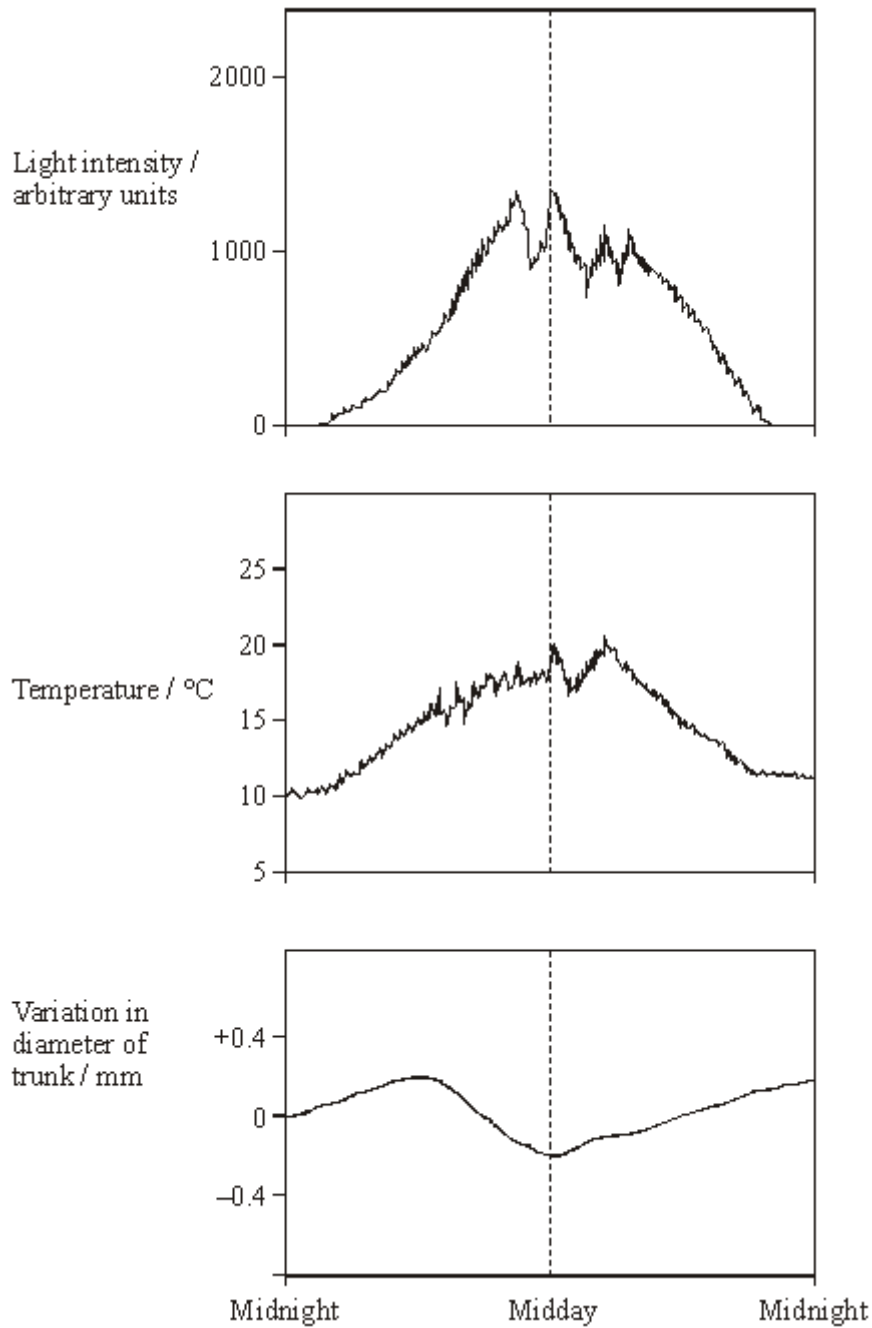 2000
Light intensity /
arbitrary units
1000
0
25
20
Temperature / °C
15
10
5
Variation in
diameter of
trunk / mm
+0.4
0
–0.4
Midnight Midday Midnight